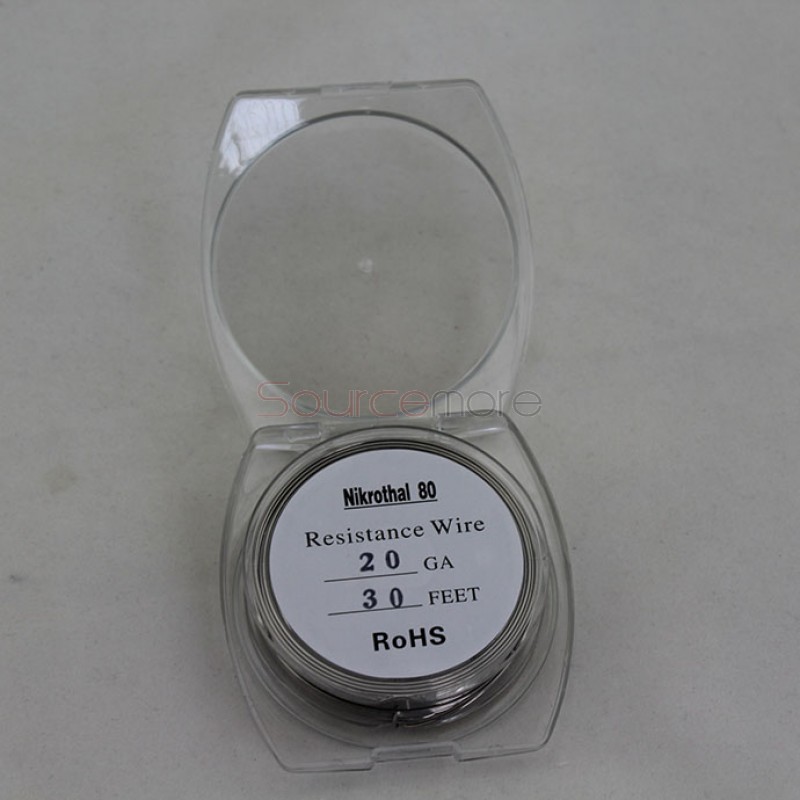 Sourcemore
Nikrothal 80
Resistance Wire
20 GA
30 FEET
RoHS